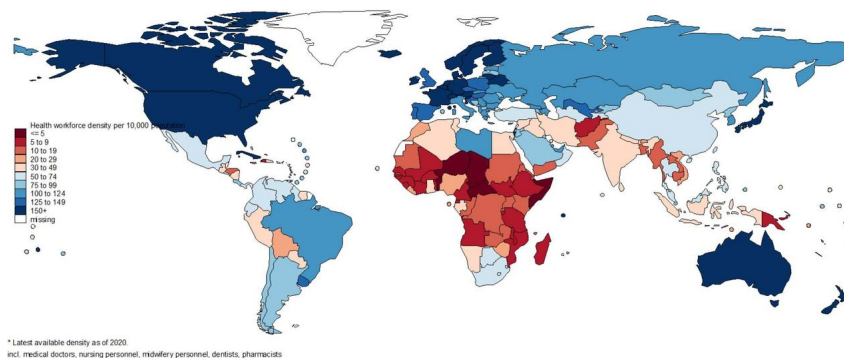 Health workforce density per 10,000
<= 5
5 to 9
10 to 19
20 to 29
30 to 49
50 to 74
75 to 99
100 to 124
125 to 149
150+
missing
* Latest available density as of 2020.
incl. medical doctors, nursing personnel, midwifery personnel, dentists, pharmacists